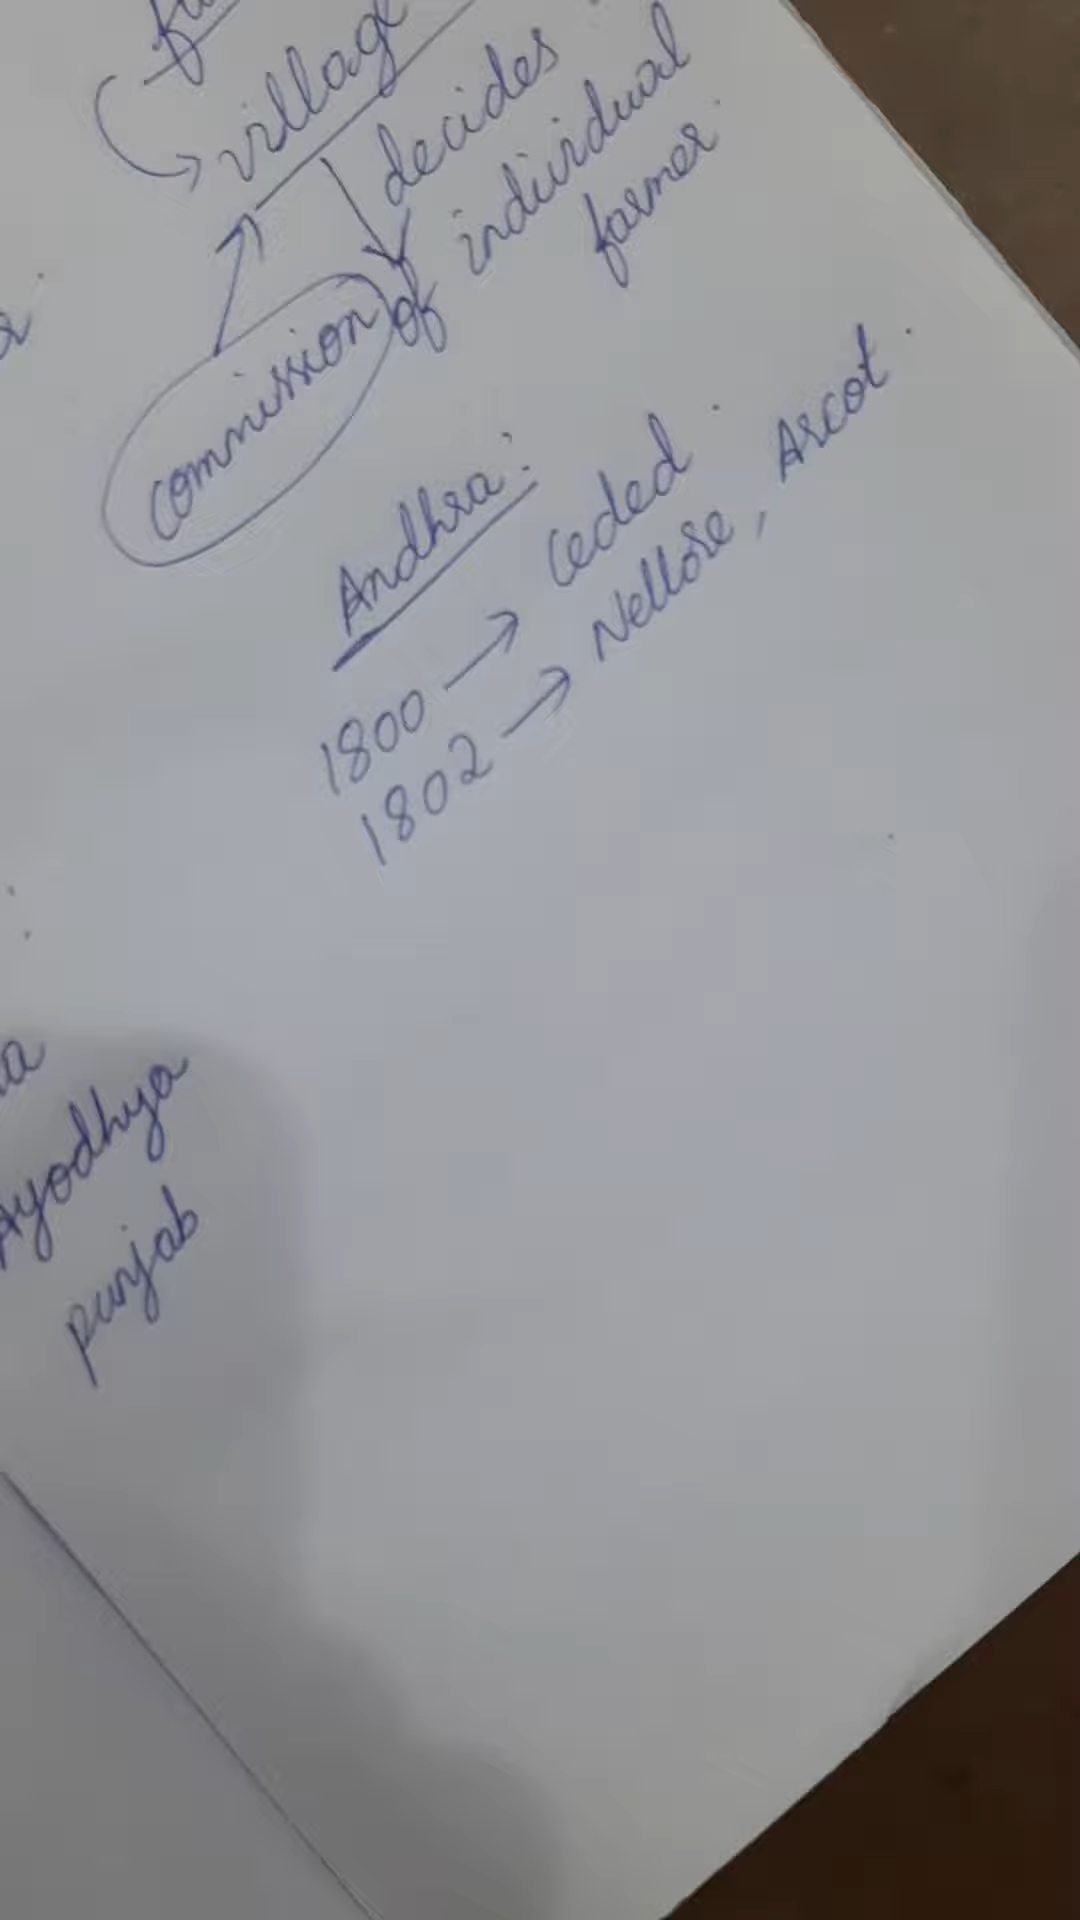 village
decides
commission of individual
farmer.
Andhra:
1800 → Ceded.
1802 → Nellore, Arcot.
Ayodhya
punjab